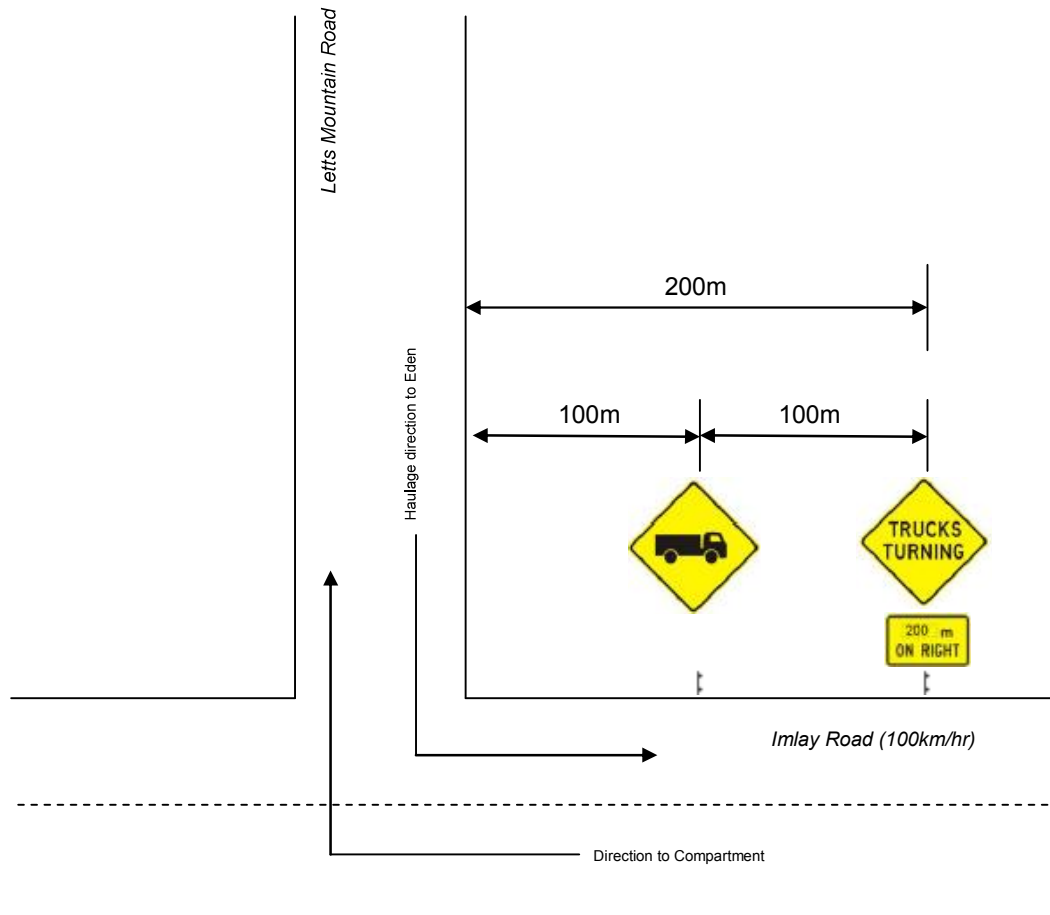 Letts Mountain Road
200m
Haulage direction to Eden
100m
100m
TRUCKS
TURNING
200 m
ON RIGHT
Imlay Road (100km/hr)
Direction to Compartment